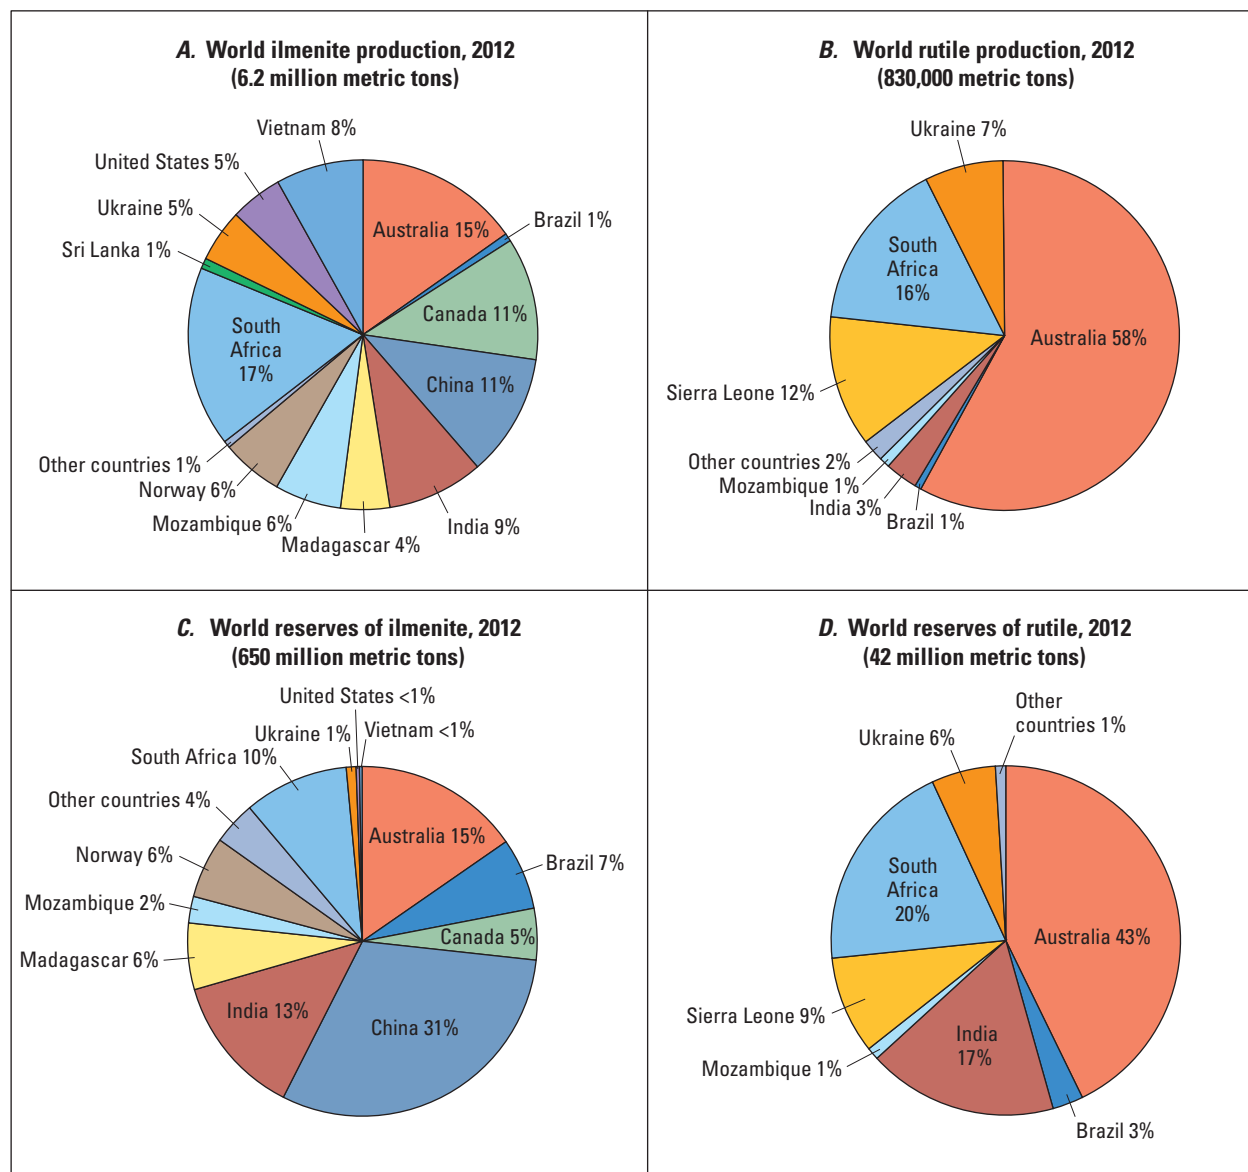 A. World ilmenite production, 2012
(6.2 million metric tons)
Vietnam 8%
United States 5%
Ukraine 5%
Sri Lanka 1%
South
Africa
17%
Other countries 1%
Norway 6%
Mozambique 6%
Madagascar 4%
India 9%
China 11%
Canada 11%
Brazil 1%
Australia 15%
B. World rutile production, 2012
(830,000 metric tons)
Ukraine 7%
South
Africa
16%
Australia 58%
Sierra Leone 12%
Other countries 2%
Mozambique 1%
India 3%
Brazil 1%
C. World reserves of ilmenite, 2012
(650 million metric tons)
United States <1%
Ukraine 1%
Vietnam <1%
South Africa 10%
Other countries 4%
Norway 6%
Mozambique 2%
Madagascar 6%
India 13%
China 31%
Canada 5%
Brazil 7%
Australia 15%
D. World reserves of rutile, 2012
(42 million metric tons)
Other
countries 1%
Ukraine 6%
South
Africa
20%
Australia 43%
Sierra Leone 9%
Mozambique 1%
India
17%
Brazil 3%